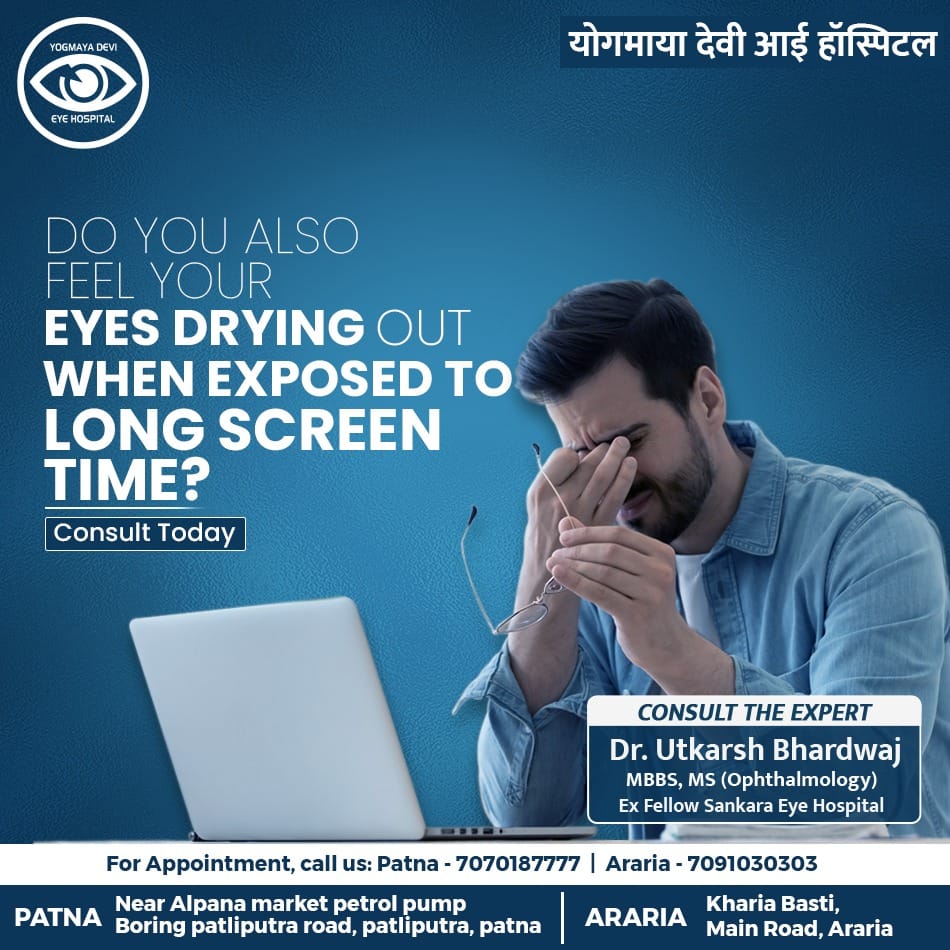 YOGMAYA DEVI
EYE HOSPITAL
योगमाया देवी आई हॉस्पिटल
DO YOU ALSO
FEEL YOUR
EYES DRYING OUT
WHEN EXPOSED TO
LONG SCREEN
TIME?
Consult Today
CONSULT THE EXPERT
Dr. Utkarsh Bhardwaj
MBBS, MS (Ophthalmology)
Ex Fellow Sankara Eye Hospital
For Appointment, call us: Patna - 7070187777 | Araria - 7091030303
PATNA
Near Alpana market petrol pump
Boring patliputra road, patliputra, patna
ARARIA
Kharia Basti,
Main Road, Araria